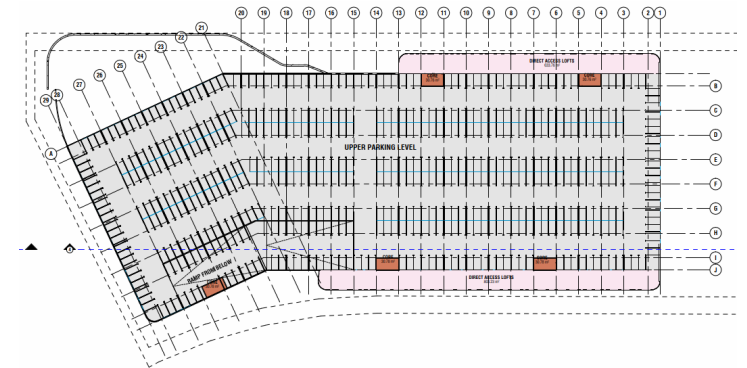 20 19 18 17 16 15 14 13 12 11 10 9 8 7 6 5 4 3 2 1
21
22
23
24
25
26
27
28
29
DIRECT ACCESS LOFTS
CORE
CORE
B
C
D
UPPER PARKING LEVEL
A
E
F
G
H
RAMP FROM BELOW
CORE
I
J
DIRECT ACCESS LOFTS